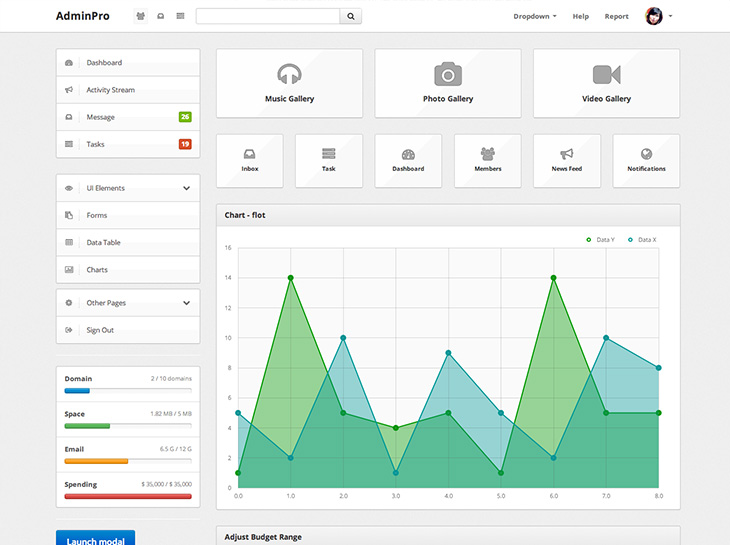 AdminPro
Dropdown Help Report
Dashboard
Activity Stream
Message 26
Tasks 19
UI Elements
Forms
Data Table
Charts
Other Pages
Sign Out
Domain 2 / 10 domains
Space 1.82 MB / 5 MB
Email 6.5 G / 12 G
Spending $ 35,000 / $ 35,000
Launch modal
Music Gallery Photo Gallery Video Gallery
Inbox Task Dashboard Members News Feed Notifications
Chart - flot
Data Y Data X
16
14
12
10
8
6
4
2
0
0.0 1.0 2.0 3.0 4.0 5.0 6.0 7.0 8.0
Adjust Budget Range